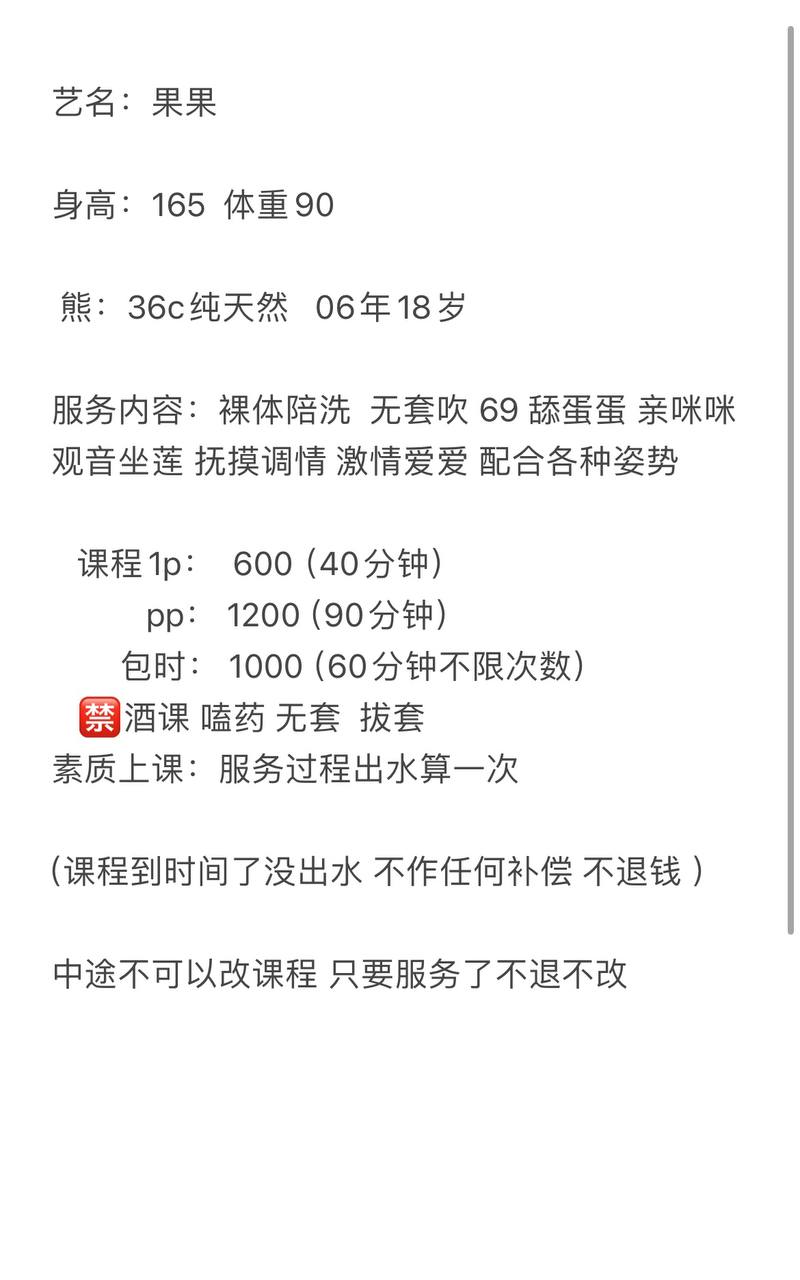 艺名：果果
身高：165 体重90
熊：36c纯天然 06年18岁
服务内容：裸体陪洗 无套吹 69 舔蛋蛋 亲咪咪
观音坐莲 抚摸调情 激情爱爱 配合各种姿势
课程1p： 600（40分钟）
pp： 1200（90分钟）
包时： 1000（60分钟不限次数）
🈲酒课 嗑药 无套 拔套
素质上课：服务过程出水算一次
（课程到时间了没出水 不作任何补偿 不退钱 ）
中途不可以改课程 只要服务了不退不改